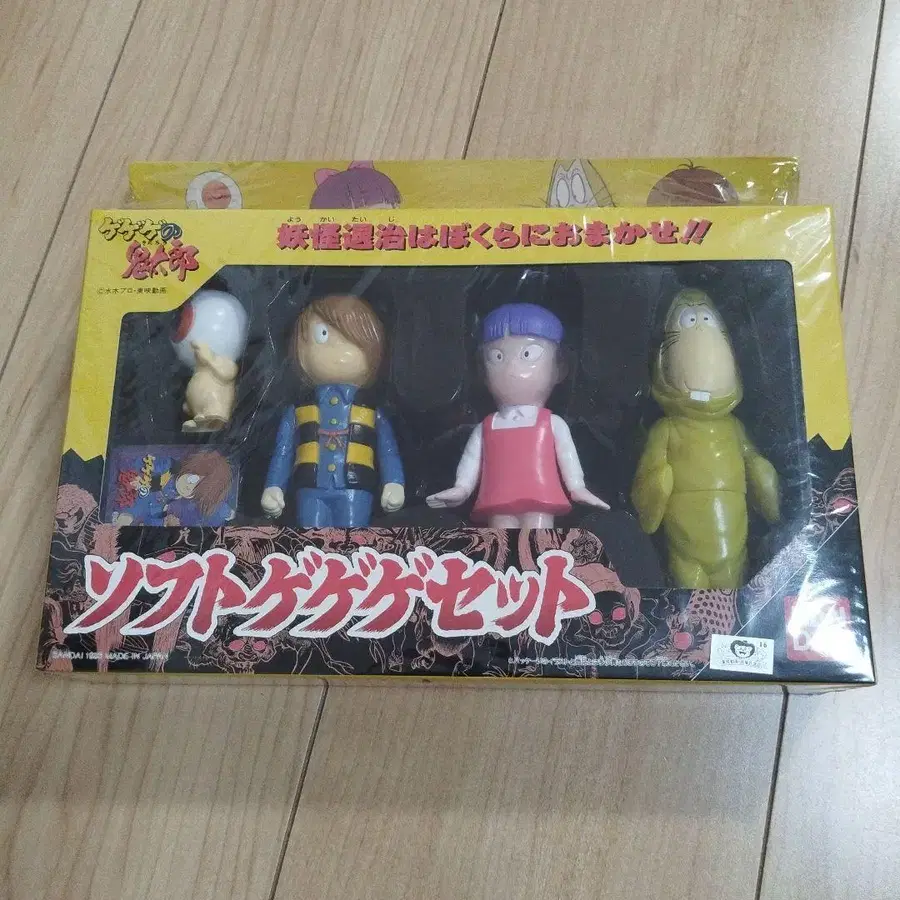 ゲゲゲの
鬼太郎
©水木プロ・東映動画
よう かい たい じ
妖怪退治はぼくらにおまかせ!!
ソフトゲゲゲセット
MADE IN JAPAN
16